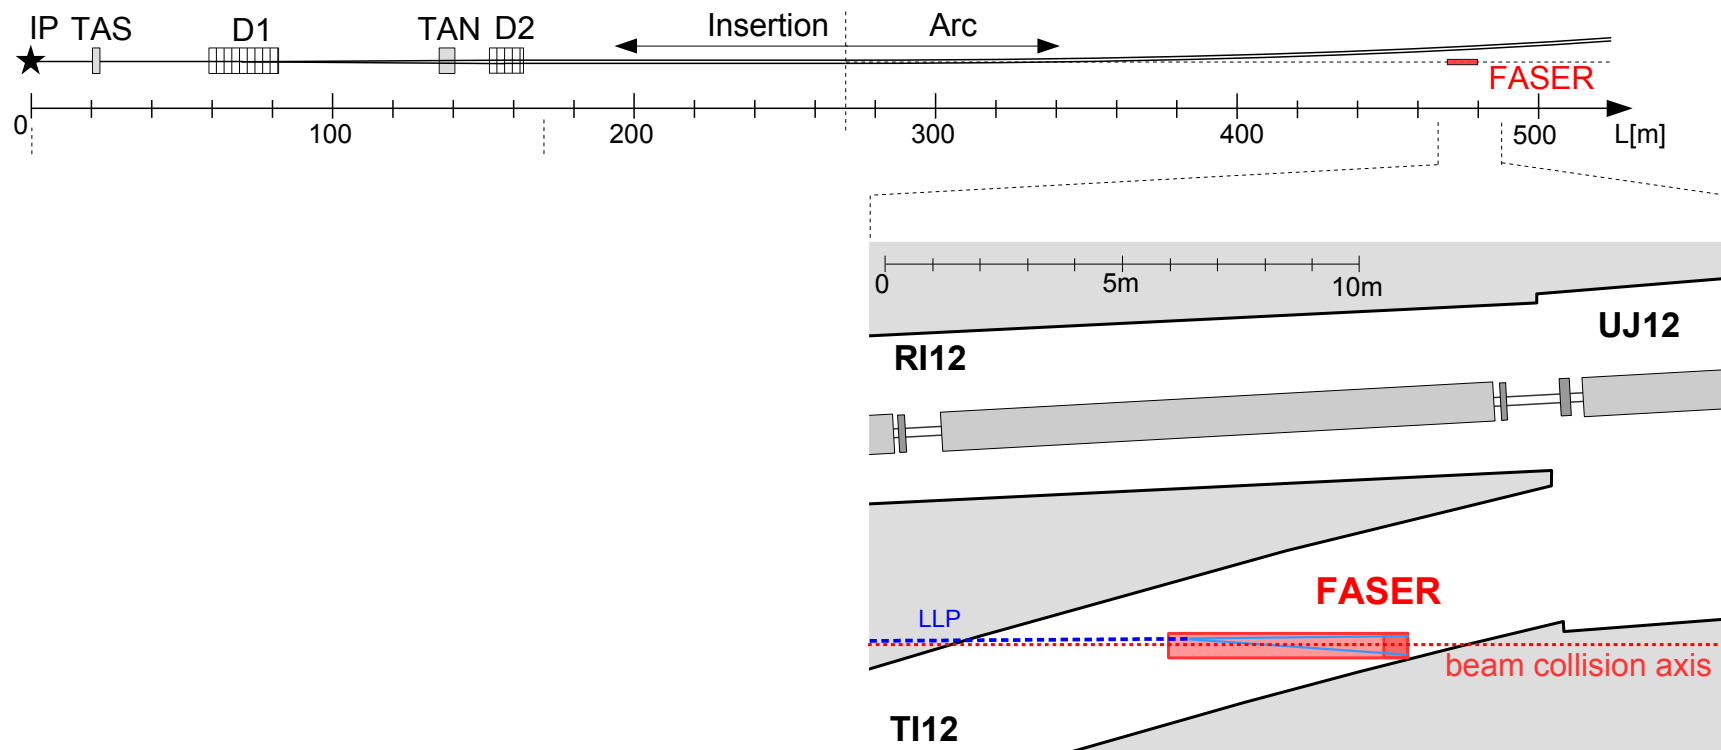 IP TAS D1 TAN D2 Insertion Arc
FASER
0 100 200 300 400 500 L[m]
0 5m 10m
UJ12
RI12
FASER
LLP
beam collision axis
TI12